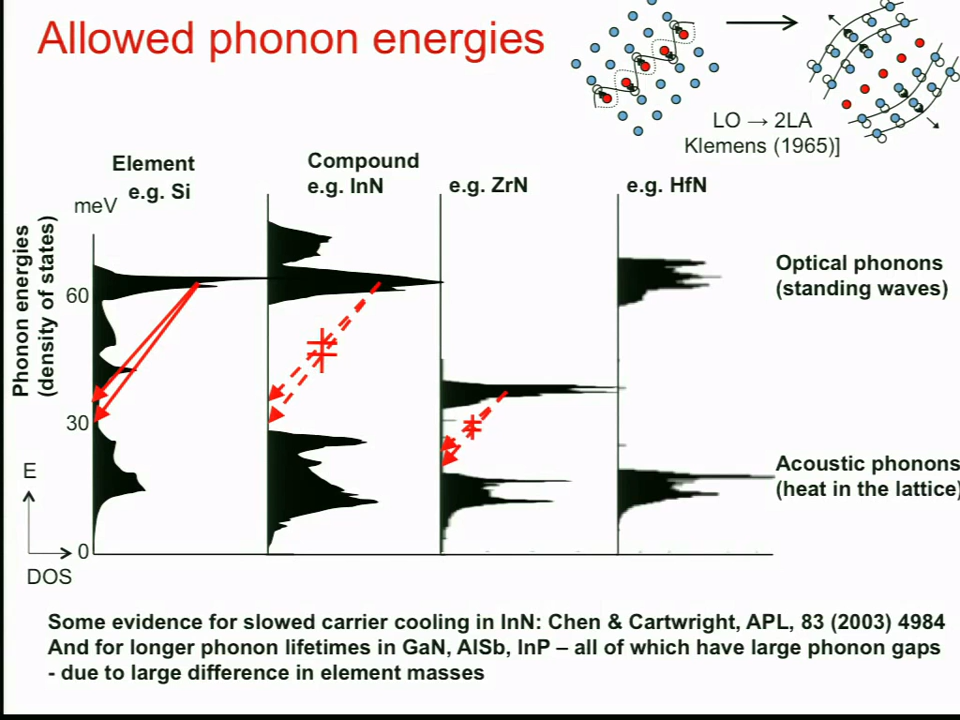 Allowed phonon energies
LO → 2LA
Klemens (1965)]
Element
e.g. Si
Compound
e.g. InN
e.g. ZrN
e.g. HfN
meV
Phonon energies
(density of states)
60
30
0
E
DOS
Optical phonons
(standing waves)
Acoustic phonons
(heat in the lattice)
Some evidence for slowed carrier cooling in InN: Chen & Cartwright, APL, 83 (2003) 4984
And for longer phonon lifetimes in GaN, AlSb, InP – all of which have large phonon gaps
- due to large difference in element masses